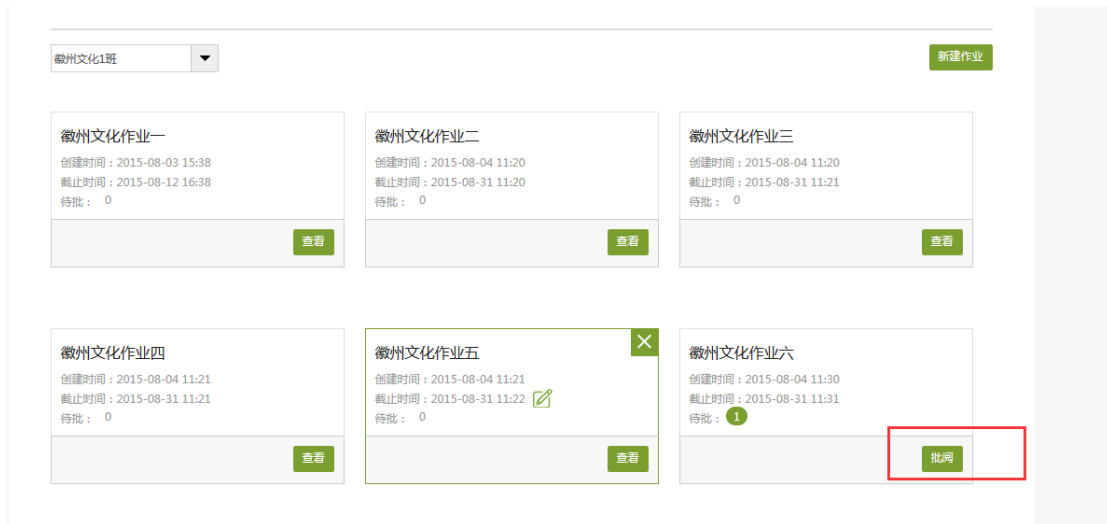 徽州文化1班
新建作业
徽州文化作业一
创建时间：2015-08-03 15:38
截止时间：2015-08-12 16:38
待批： 0
查看
徽州文化作业二
创建时间：2015-08-04 11:20
截止时间：2015-08-31 11:20
待批： 0
查看
徽州文化作业三
创建时间：2015-08-04 11:20
截止时间：2015-08-31 11:21
待批： 0
查看
徽州文化作业四
创建时间：2015-08-04 11:21
截止时间：2015-08-31 11:21
待批： 0
查看
徽州文化作业五
创建时间：2015-08-04 11:21
截止时间：2015-08-31 11:22
待批： 0
查看
徽州文化作业六
创建时间：2015-08-04 11:30
截止时间：2015-08-31 11:31
待批： 1
批阅